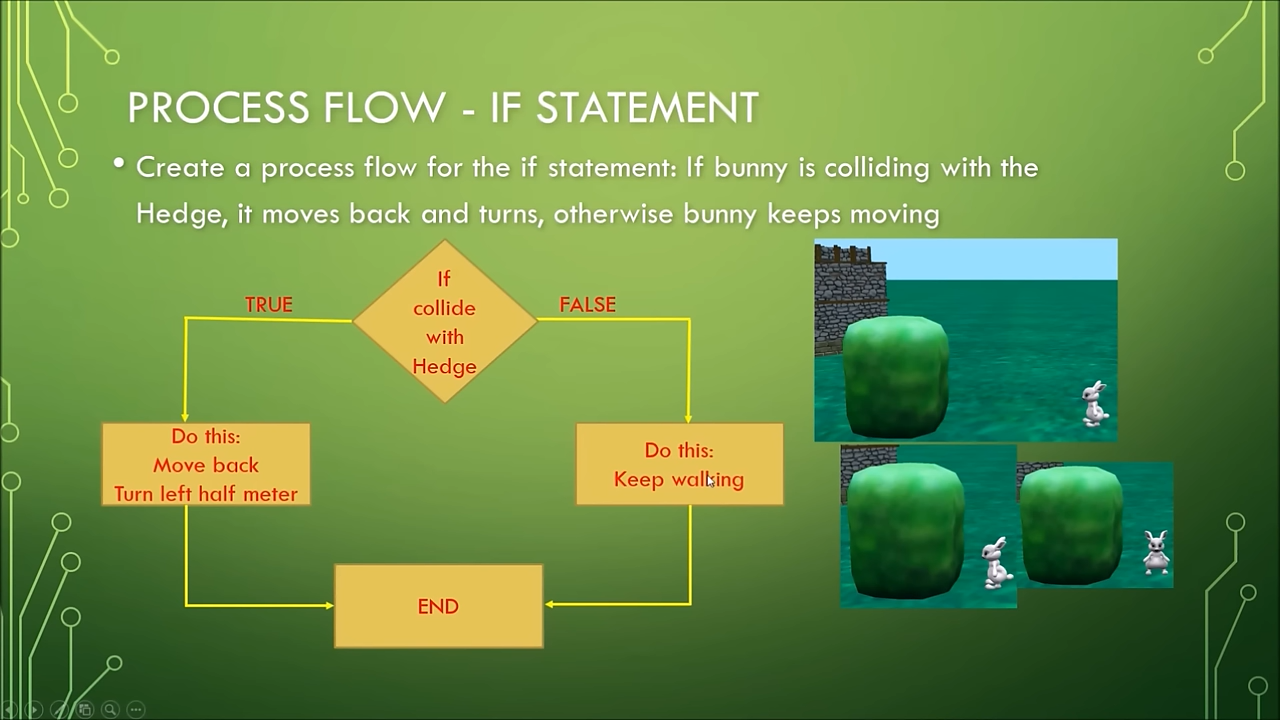 PROCESS FLOW - IF STATEMENT
• Create a process flow for the if statement: If bunny is colliding with the
Hedge, it moves back and turns, otherwise bunny keeps moving
If
collide
with
Hedge
TRUE
FALSE
Do this:
Move back
Turn left half meter
Do this:
Keep walking
END